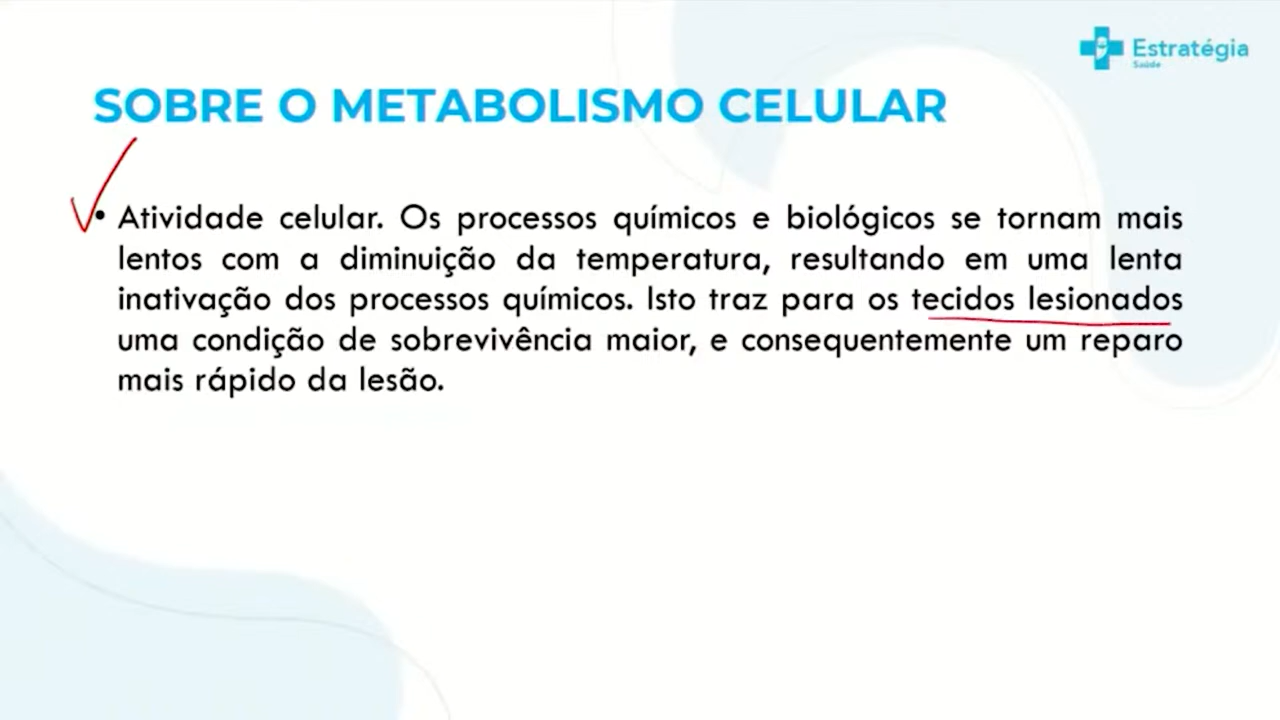 Estratégia
Saúde
SOBRE O METABOLISMO CELULAR
• Atividade celular. Os processos químicos e biológicos se tornam mais
lentos com a diminuição da temperatura, resultando em uma lenta
inativação dos processos químicos. Isto traz para os tecidos lesionados
uma condição de sobrevivência maior, e consequentemente um reparo
mais rápido da lesão.